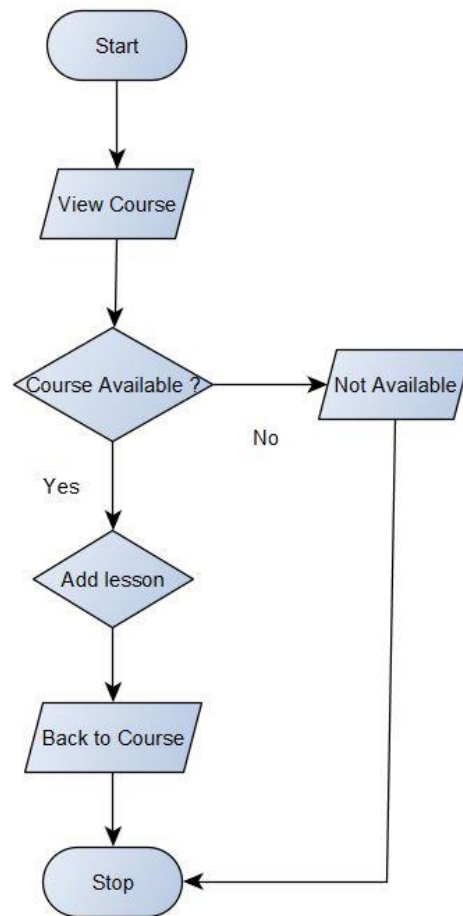 Start
View Course
Course Available ?
Not Available
No
Yes
Add lesson
Back to Course
Stop